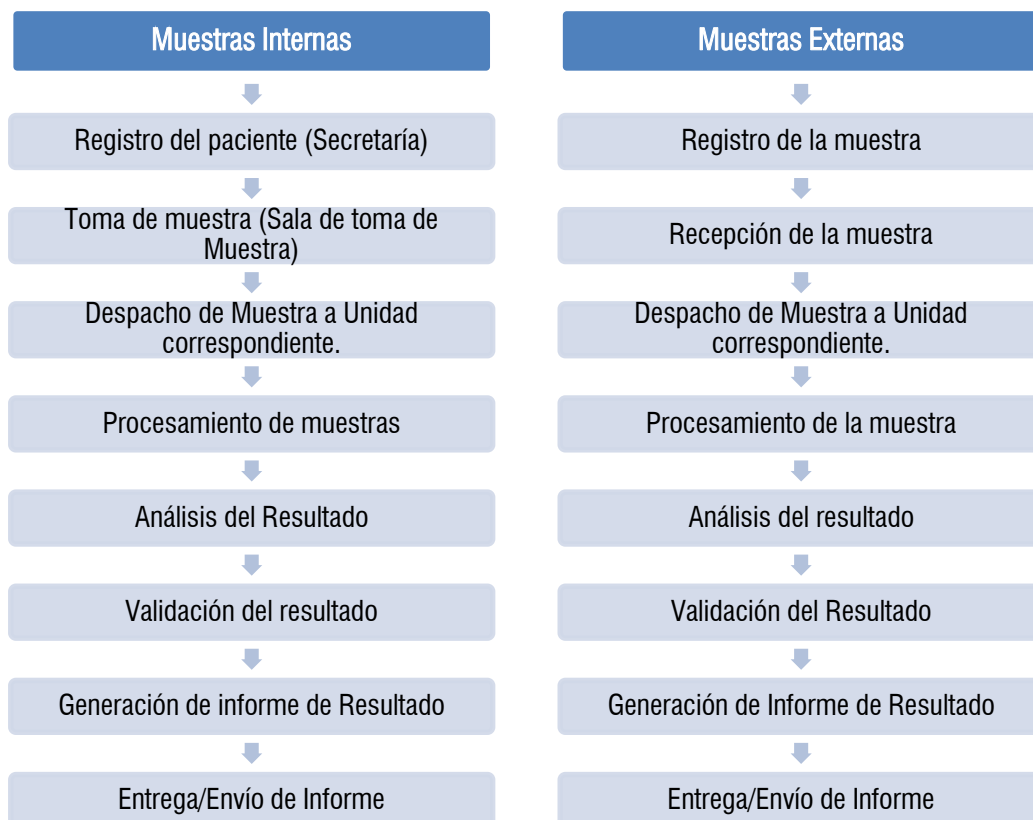 Muestras Internas
Registro del paciente (Secretaría)
Toma de muestra (Sala de toma de
Muestra)
Despacho de Muestra a Unidad
correspondiente.
Procesamiento de muestras
Análisis del Resultado
Validación del resultado
Generación de informe de Resultado
Entrega/Envío de Informe
Muestras Externas
Registro de la muestra
Recepción de la muestra
Despacho de Muestra a Unidad
correspondiente.
Procesamiento de la muestra
Análisis del resultado
Validación del Resultado
Generación de Informe de Resultado
Entrega/Envío de Informe